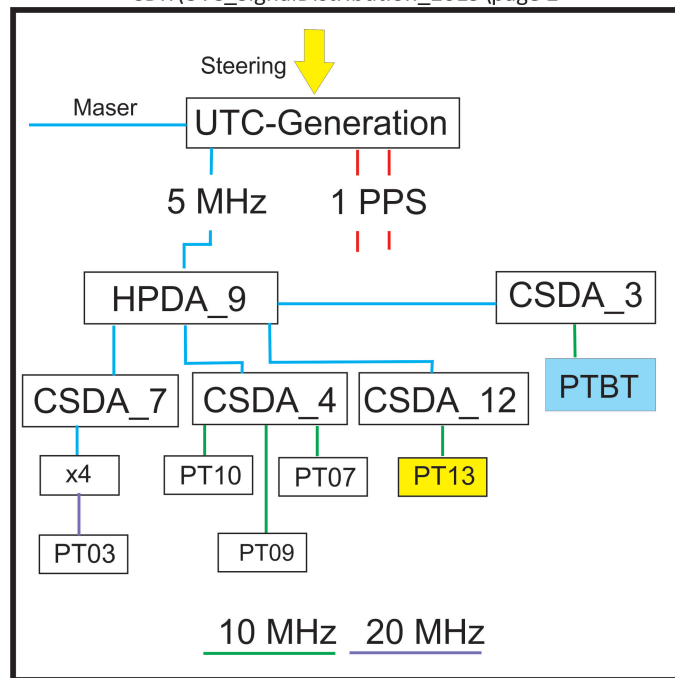 Steering
Maser
UTC-Generation
5 MHz
1 PPS
HPDA_9
CSDA_3
PTBT
CSDA_7
CSDA_4
CSDA_12
x4
PT10
PT07
PT13
PT03
PT09
10 MHz
20 MHz